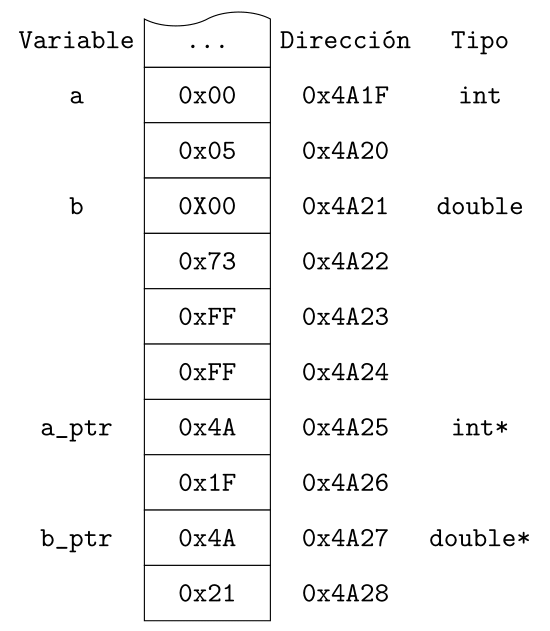 Variable ... Dirección Tipo
a 0x00 0x4A1F int
0x05 0x4A20
b 0X00 0x4A21 double
0x73 0x4A22
0xFF 0x4A23
0xFF 0x4A24
a_ptr 0x4A 0x4A25 int*
0x1F 0x4A26
b_ptr 0x4A 0x4A27 double*
0x21 0x4A28